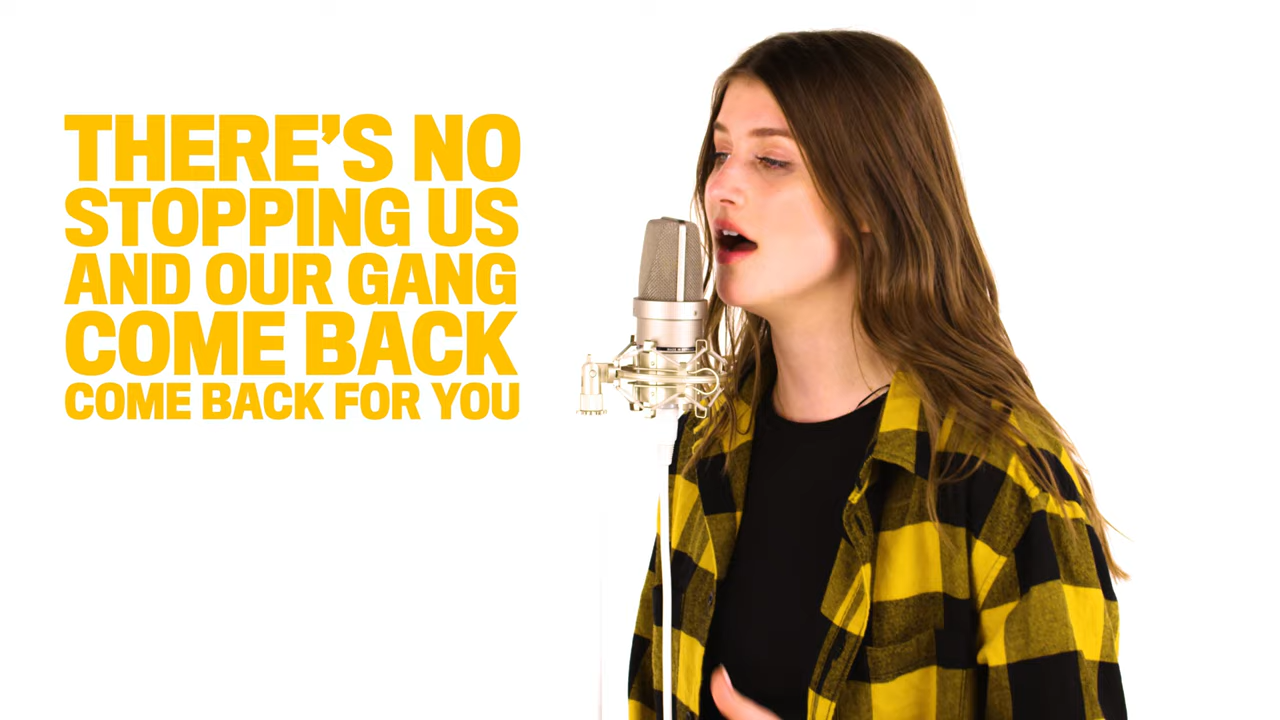 THERE'S NO
STOPPING US
AND OUR GANG
COME BACK
COME BACK FOR YOU